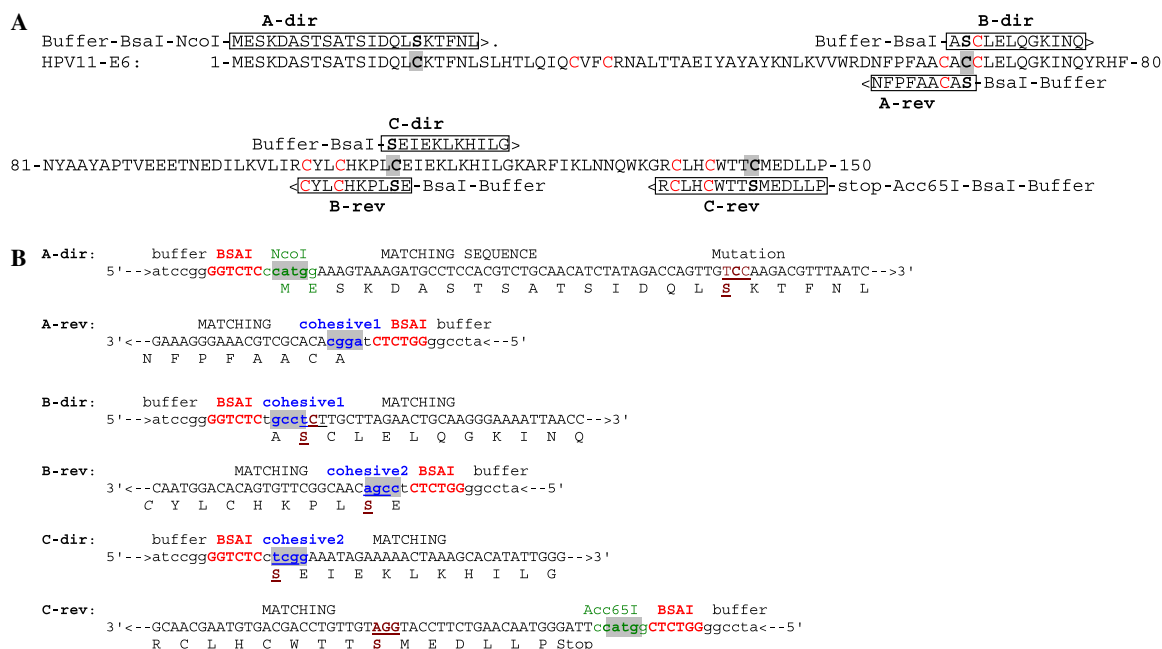 A
A-dir
B-dir
Buffer-BsaI-NcoI-MESKDASTSATSIDQLSKTFNL>.
Buffer-BsaI-ASCLELQGKINQ>
HPV11-E6: 1-MESKDASTSATSIDQLCKTFNLSLHTLQIQCVFCRNALTTAEIYAYAYKNLKVVWRDNFPFAACACCLELQGKINQYRHF-80
<NFPFAACAS-BsaI-Buffer
A-rev
C-dir
Buffer-BsaI-SEIEKLKHILG>
81-NYAAYAPTVEEETNEDILKVLIRCYLCHKPLCEIEKLKHILGKARFIKLNNQWKGRCLHCWTTCMEDLLP-150
<CYLCHKPLSE-BsaI-Buffer
<RCLHCWTTSMEDLLP-stop-Acc65I-BsaI-Buffer
B-rev
C-rev
B
A-dir: buffer BSAI NcoI MATCHING SEQUENCE Mutation
5'-->atccggGGTCTCccatggAAAGTAAAGATGCCTCCACGTCTGCAACATCTATAGACCAGTTGTCCAAGACGTTTAATC-->3'
M E S K D A S T S A T S I D Q L S K T F N L
A-rev: MATCHING cohesive1 BSAI buffer
3'<--GAAAGGGAAACGTCGCACAcggatCTCTGGggccta<--5'
N F P F A A C A
B-dir: buffer BSAI cohesive1 MATCHING
5'-->atccggGGTCTCtgcctCTTGCTTAGAACTGCAAGGGAAAATTAACC-->3'
A S C L E L Q G K I N Q
B-rev: MATCHING cohesive2 BSAI buffer
3'<--CAATGGACACAGTGTTCGGCAACagcctCTCTGGggccta<--5'
C Y L C H K P L S E
C-dir: buffer BSAI cohesive2 MATCHING
5'-->atccggGGTCTCctcggAAATAGAAAAACTAAAGCACATATTGGG-->3'
S E I E K L K H I L G
C-rev: MATCHING Acc65I BSAI buffer
3'<--GCAACGAATGTGACGACCTGTTGTAGGTACCTTCTGAACAATGGGATTccatggCTCTGGggccta<--5'
R C L H C W T T S M E D L L P Stop